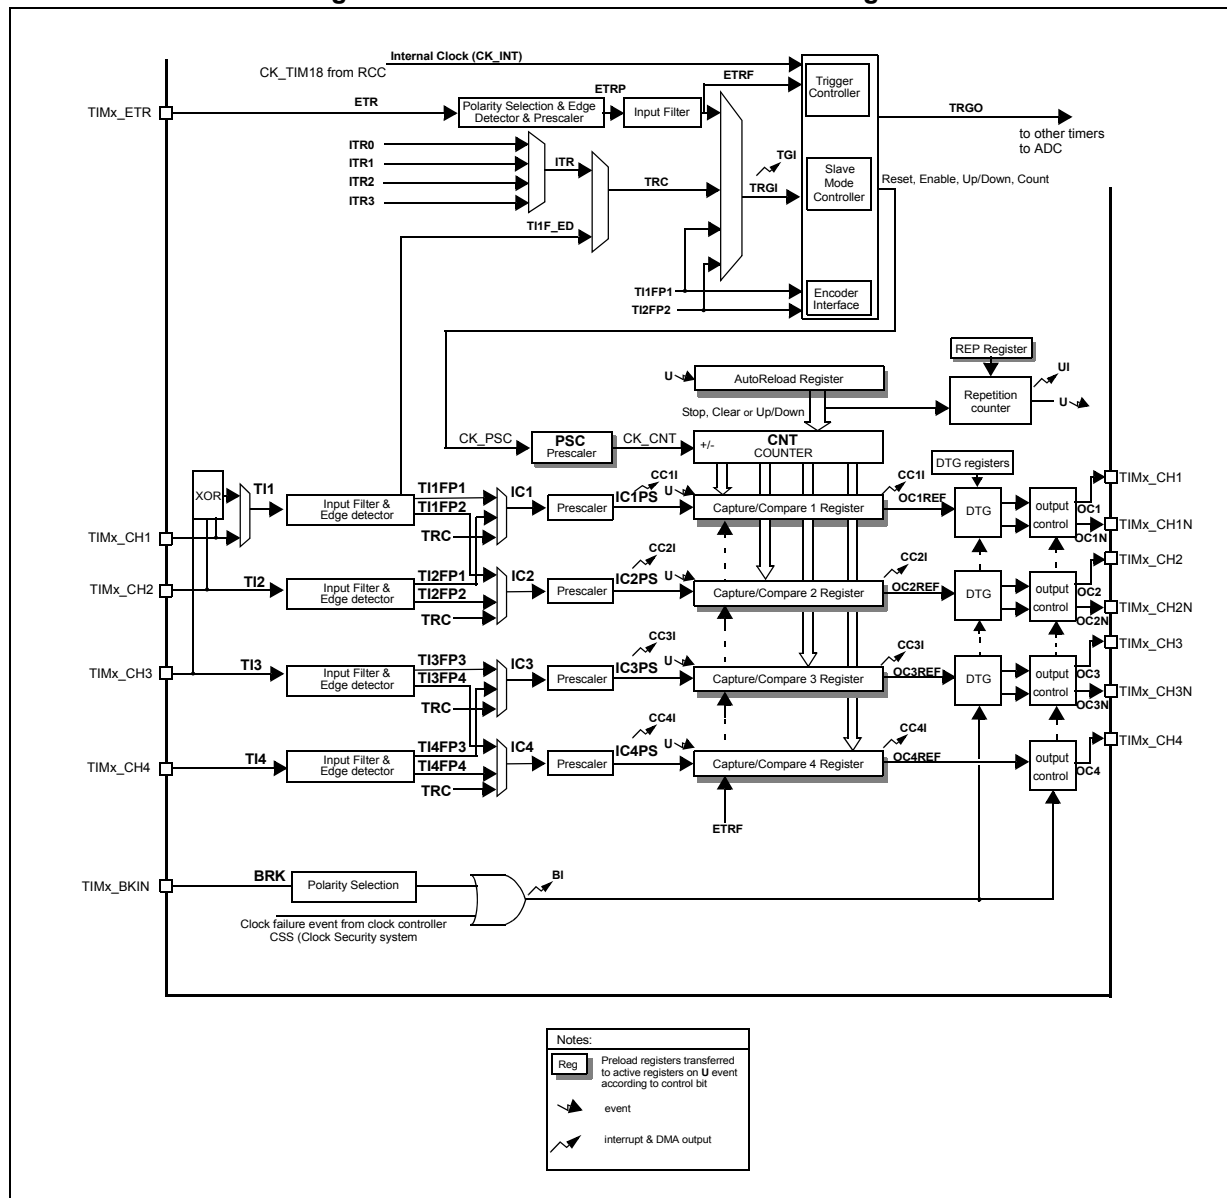 Internal Clock (CK_INT)
CK_TIM18 from RCC
ETRF
Trigger
Controller
TIMx_ETR
ETR
Polarity Selection & Edge
Detector & Prescaler
ETRP
Input Filter
TRGO
to other timers
to ADC
ITR0
ITR1
ITR2
ITR3
ITR
TRC
TGI
TRGI
Slave
Mode
Controller
Reset, Enable, Up/Down, Count
TI1F_ED
TI1FP1
TI2FP2
Encoder
Interface
REP Register
U
AutoReload Register
UI
Repetition
counter
U
Stop, Clear or Up/Down
CK_PSC
PSC
Prescaler
CK_CNT
+/-
CNT
COUNTER
DTG registers
XOR
TI1
Input Filter &
Edge detector
TI1FP1
TI1FP2
TRC
IC1
Prescaler
IC1PS
CC1I
U
Capture/Compare 1 Register
CC1I
OC1REF
DTG
output
control
OC1
OC1N
TIMx_CH1
TIMx_CH1N
TIMx_CH1
TIMx_CH2
TI2
Input Filter &
Edge detector
TI2FP1
TI2FP2
TRC
IC2
Prescaler
IC2PS
CC2I
U
Capture/Compare 2 Register
CC2I
OC2REF
DTG
output
control
OC2
OC2N
TIMx_CH2
TIMx_CH2N
TIMx_CH3
TI3
Input Filter &
Edge detector
TI3FP3
TI3FP4
TRC
IC3
Prescaler
IC3PS
CC3I
U
Capture/Compare 3 Register
CC3I
OC3REF
DTG
output
control
OC3
OC3N
TIMx_CH3
TIMx_CH3N
TIMx_CH4
TI4
Input Filter &
Edge detector
TI4FP3
TI4FP4
TRC
IC4
Prescaler
IC4PS
CC4I
U
Capture/Compare 4 Register
CC4I
OC4REF
output
control
OC4
TIMx_CH4
ETRF
TIMx_BKIN
BRK
Polarity Selection
BI
Clock failure event from clock controller
CSS (Clock Security system
Notes:
Reg
Preload registers transferred
to active registers on U event
according to control bit
event
interrupt & DMA output